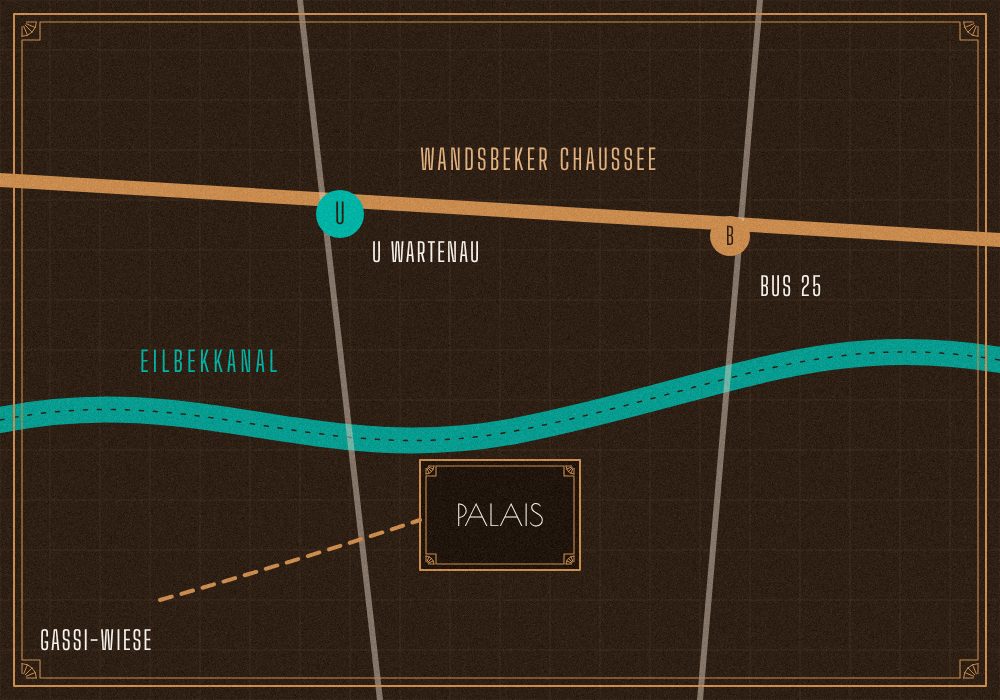 WANDSBEKER CHAUSSEE
U
B
U WARTENAU
BUS 25
EILBEKKANAL
PALAIS
GASSI-WIESE